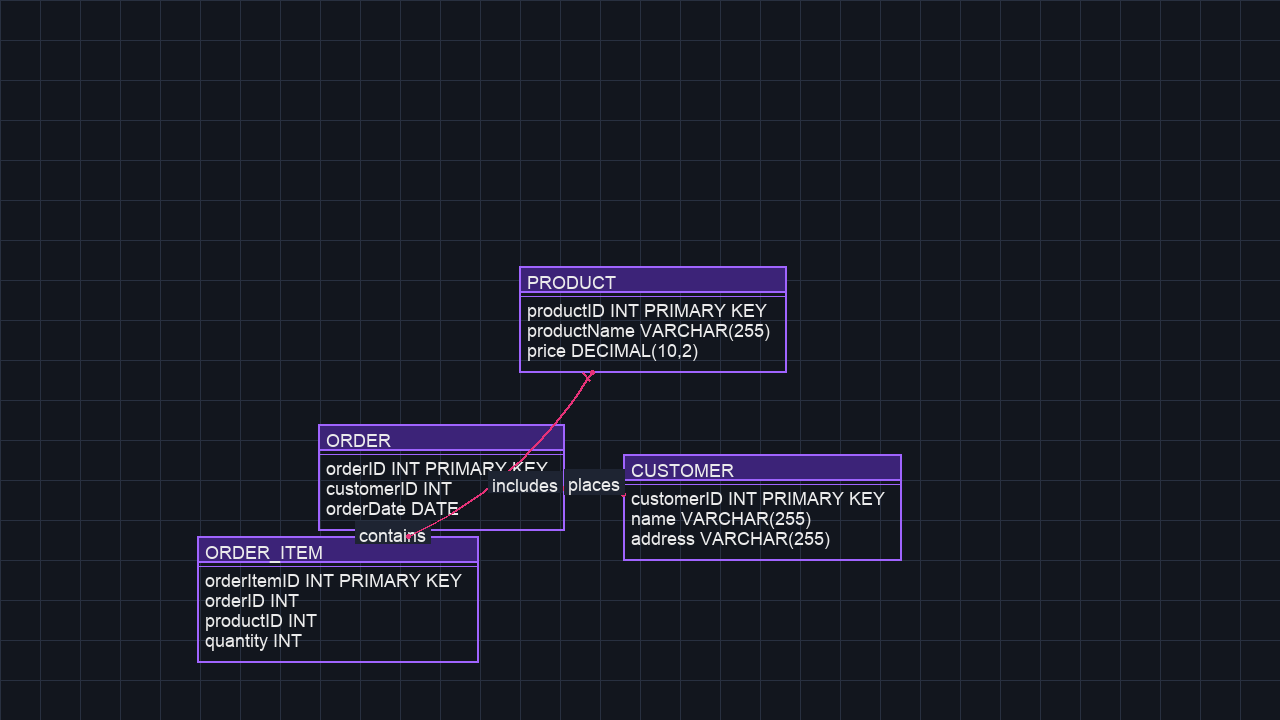 PRODUCT
productID INT PRIMARY KEY
productName VARCHAR(255)
price DECIMAL(10,2)
ORDER
orderID INT PRIMARY KEY
customerID INT
orderDate DATE
includes
places
CUSTOMER
customerID INT PRIMARY KEY
name VARCHAR(255)
address VARCHAR(255)
contains
ORDER_ITEM
orderItemID INT PRIMARY KEY
orderID INT
productID INT
quantity INT